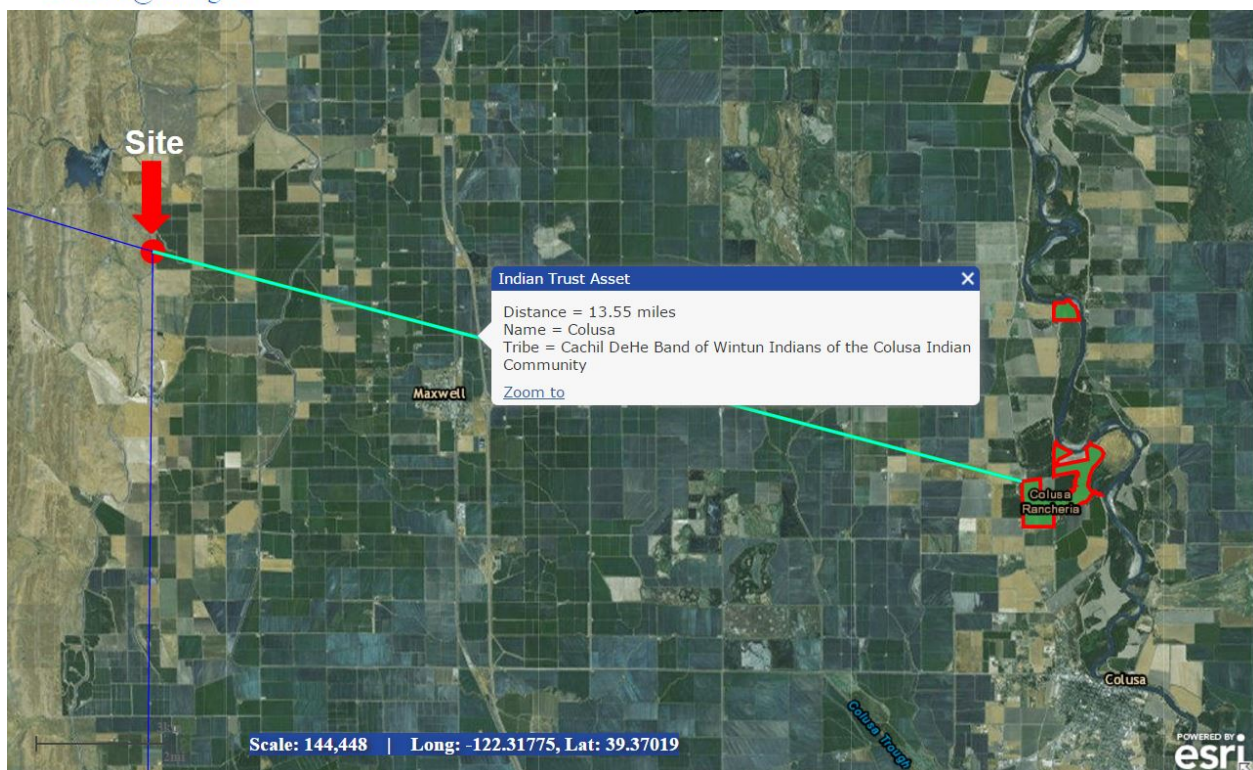 Site
Indian Trust Asset
Distance = 13.55 miles
Name = Colusa
Tribe = Cachil DeHe Band of Wintun Indians of the Colusa Indian
Community
Zoom to
Maxwell
Colusa
Rancheria
Colusa
Colusa Trough
2mi
Scale: 144,448 | Long: -122.31775, Lat: 39.37019
POWERED BY
esri